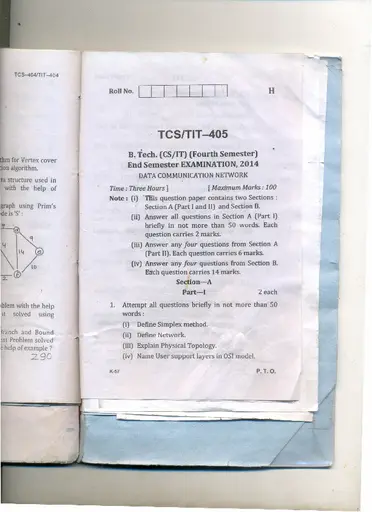 TCS-404/TIT-404
thm for Vertex cover
tion algorithm.
ta structure used in
with the help of
graph using Prim's
de is 'S'
9
14
10
oblem with the help
u solved using
Branch and Bound
nt Problem solved
e help of example ?
290
Roll No. H
TCS/TIT–405
B. Tech. (CS/IT) (Fourth Semester)
End Semester EXAMINATION, 2014
DATA COMMUNICATION NETWORK
Time : Three Hours ] [ Maximum Marks : 100
Note : (i) This question paper contains two Sections :
Section A (Part I and II) and Section B.
(ii) Answer all questions in Section A (Part I)
briefly in not more than 50 words. Each
question carries 2 marks.
(iii) Answer any four questions from Section A
(Part II). Each question carries 6 marks.
(iv) Answer any four questions from Section B.
Each question carries 14 marks.
Section—A
Part—I 2 each
1. Attempt all questions briefly in not more than 50
words :
(i) Define Simplex method.
(ii) Define Network.
(iii) Explain Physical Topology.
(iv) Name User support layers in OSI model.
K-67 P. T. O.